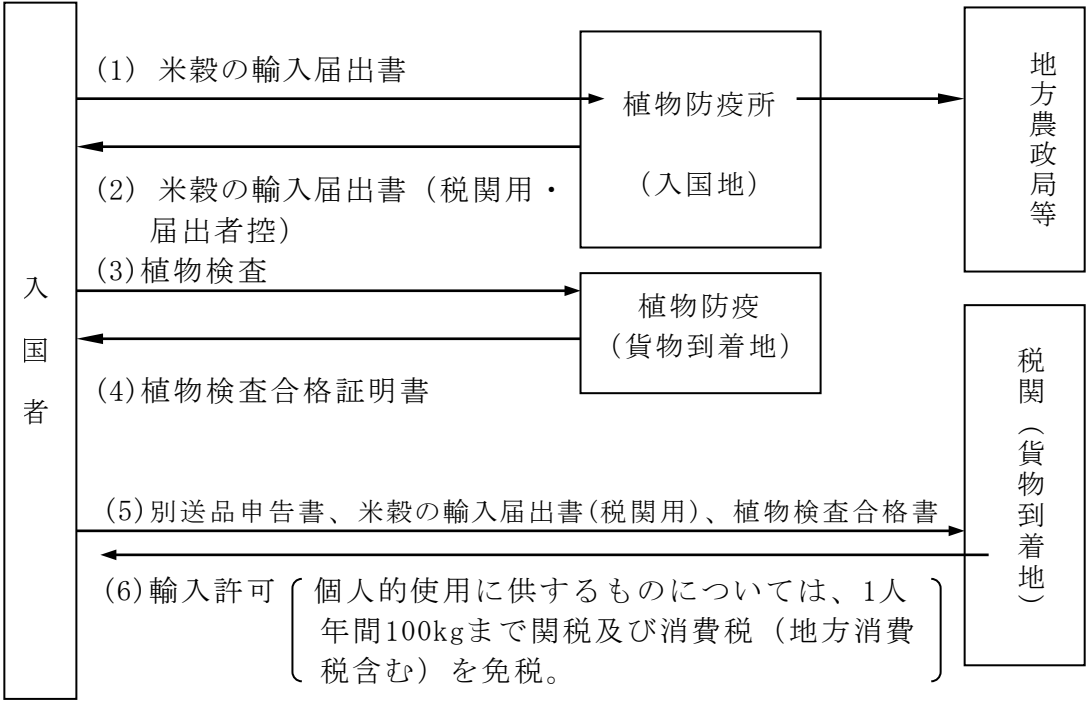 入国者
(1) 米穀の輸入届出書
植物防疫所
(入国地)
地方農政局等
(2) 米穀の輸入届出書(税関用・
届出者控)
(3)植物検査
植物防疫
(貨物到着地)
(4)植物検査合格証明書
税関(貨物到着地)
(5)別送品申告書、米穀の輸入届出書(税関用)、植物検査合格書
(6)輸入許可
個人的使用に供するものについては、1人
年間100kgまで関税及び消費税(地方消費
税含む)を免税。